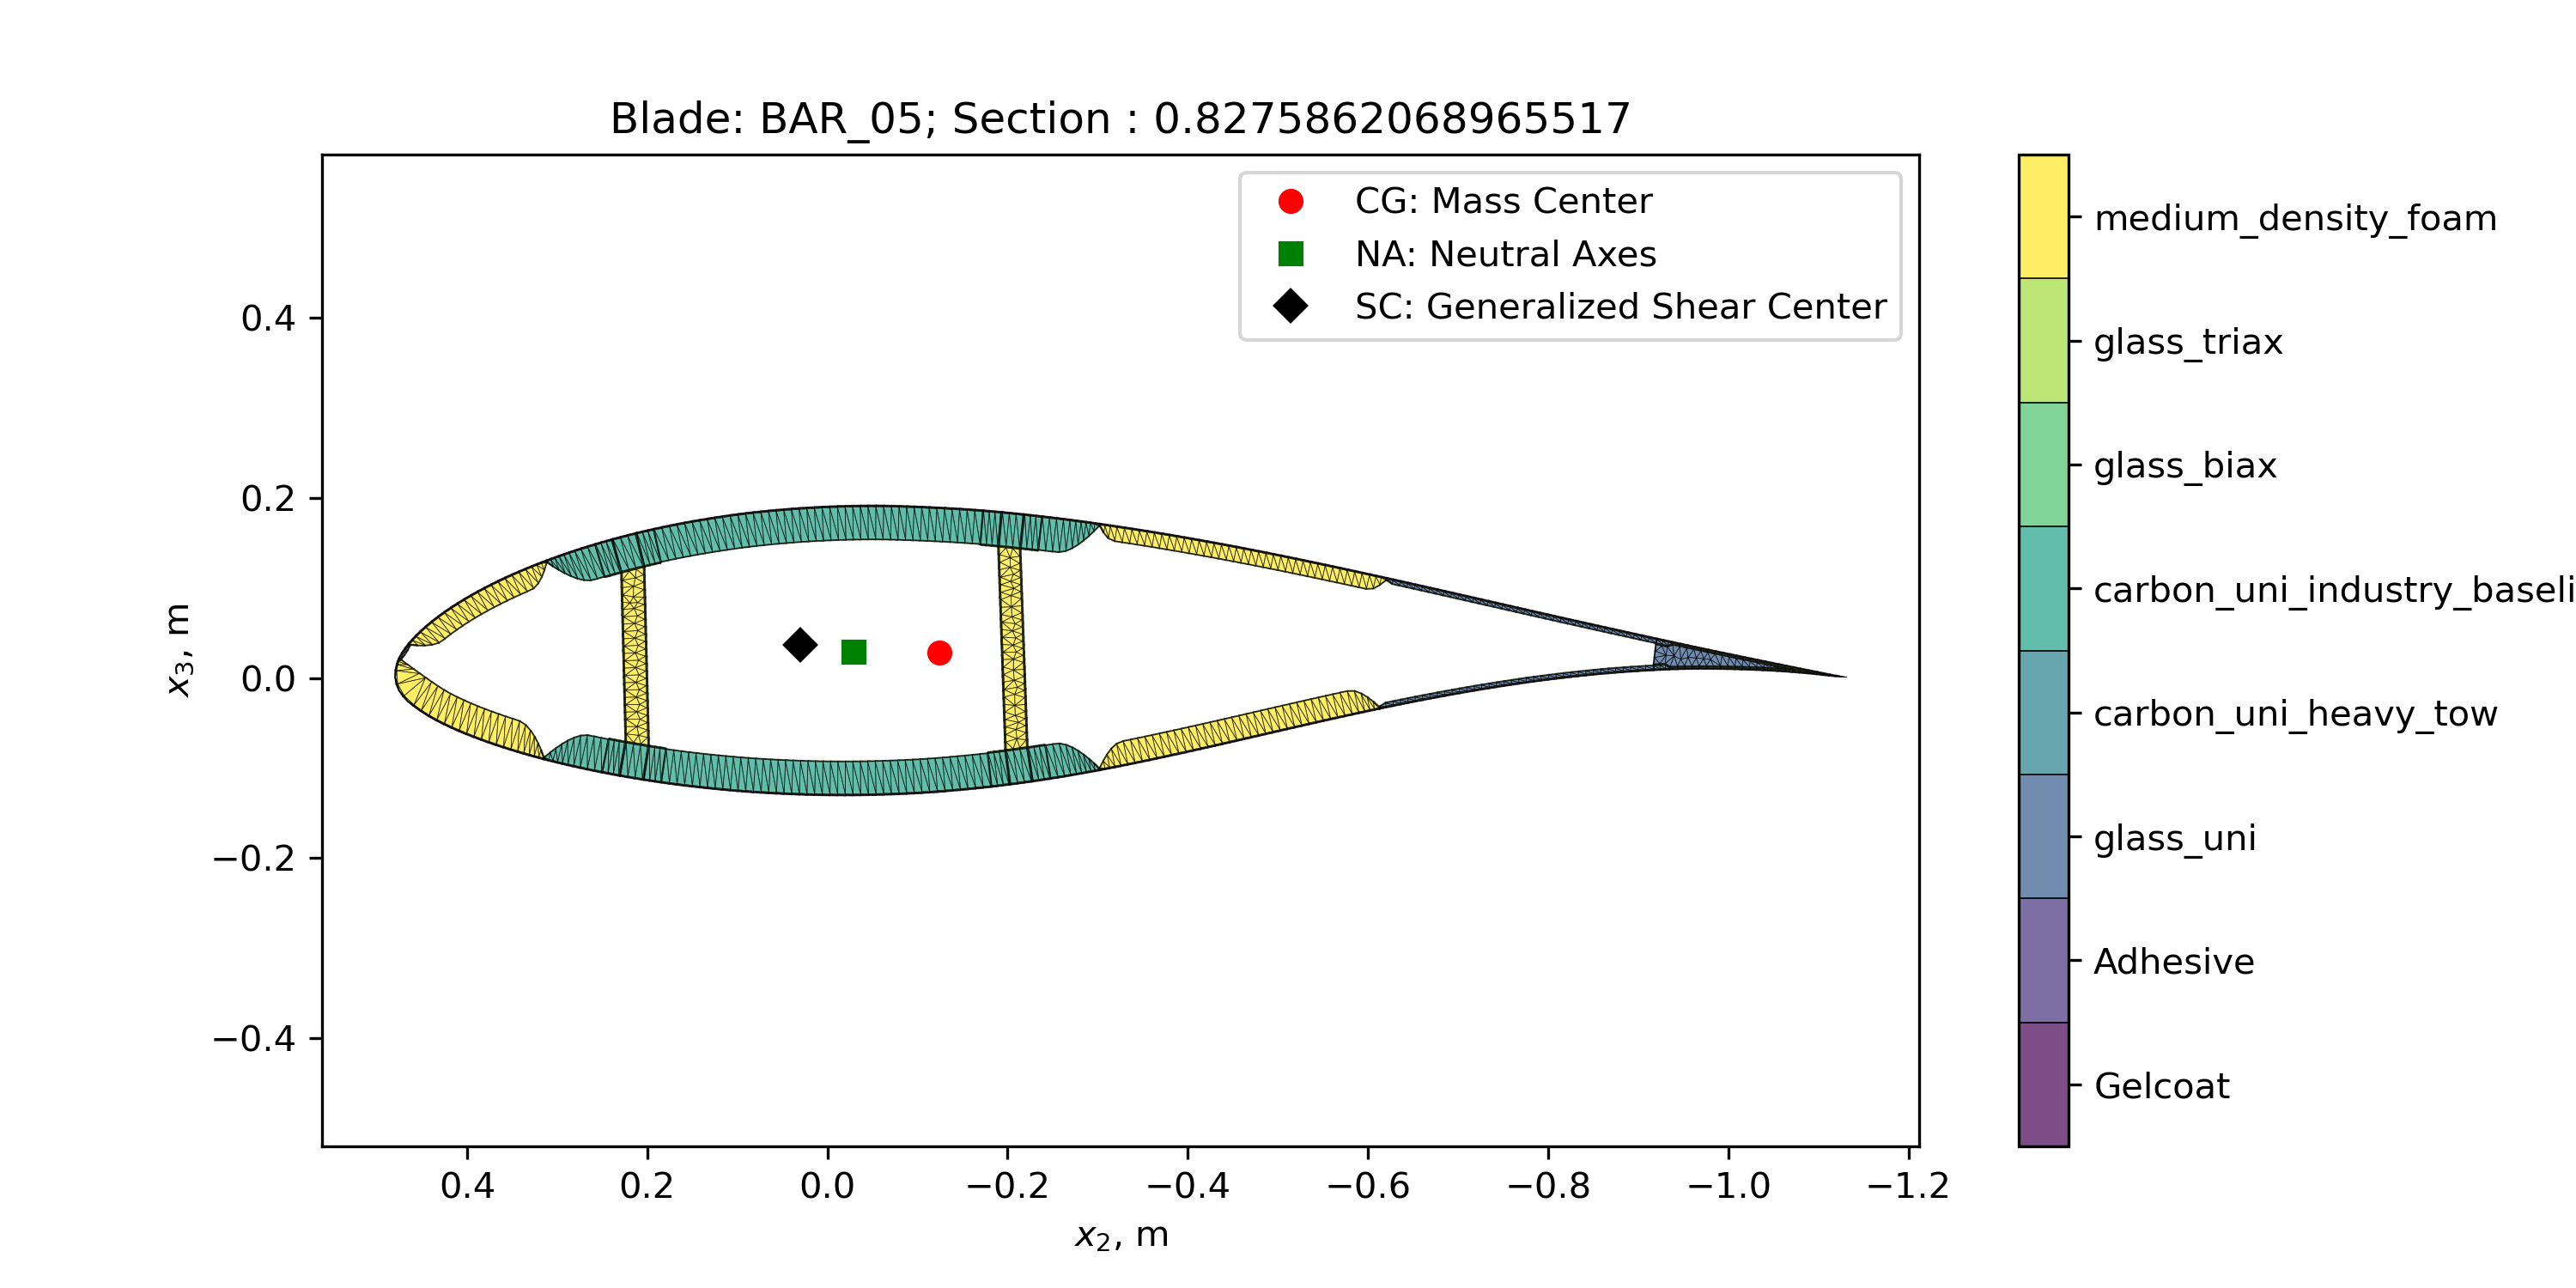 Blade: BAR_05; Section : 0.8275862068965517
CG: Mass Center
NA: Neutral Axes
SC: Generalized Shear Center
0.4
0.2
0.0
−0.2
−0.4
x₃, m
0.4
0.2
0.0
−0.2
−0.4
−0.6
−0.8
−1.0
−1.2
x₂, m
medium_density_foam
glass_triax
glass_biax
carbon_uni_industry_baseli
carbon_uni_heavy_tow
glass_uni
Adhesive
Gelcoat